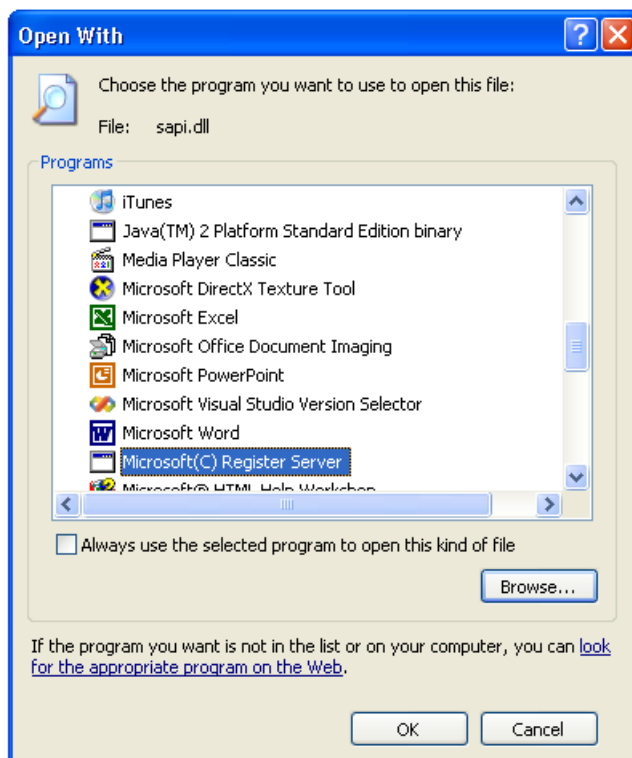 Open With
Choose the program you want to use to open this file:
File: sapi.dll
Programs
iTunes
Java(TM) 2 Platform Standard Edition binary
Media Player Classic
Microsoft DirectX Texture Tool
Microsoft Excel
Microsoft Office Document Imaging
Microsoft PowerPoint
Microsoft Visual Studio Version Selector
Microsoft Word
Microsoft(C) Register Server
Microsoft® HTML Help Workshop
Always use the selected program to open this kind of file
Browse...
If the program you want is not in the list or on your computer, you can look
for the appropriate program on the Web.
OK Cancel